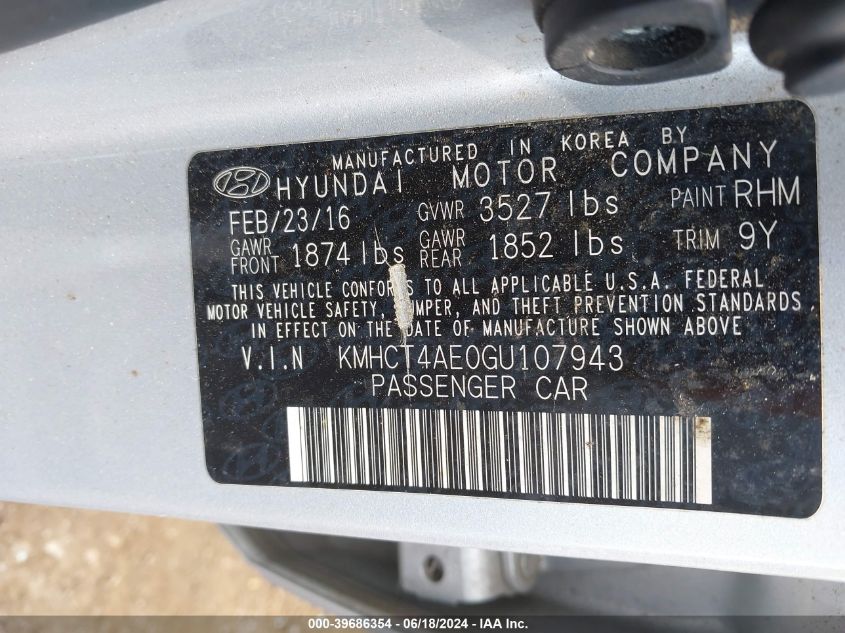 MANUFACTURED IN KOREA BY
HYUNDAI MOTOR COMPANY
FEB/23/16 GVWR 3527 lbs PAINT RHM
GAWR FRONT 1874 lbs GAWR REAR 1852 lbs TRIM 9Y
THIS VEHICLE CONFORMS TO ALL APPLICABLE U.S.A. FEDERAL
MOTOR VEHICLE SAFETY, BUMPER, AND THEFT PREVENTION STANDARDS
IN EFFECT ON THE DATE OF MANUFACTURE SHOWN ABOVE
V.I.N KMHCT4AE0GU107943
PASSENGER CAR
000-39686354 - 06/18/2024 - IAA Inc.